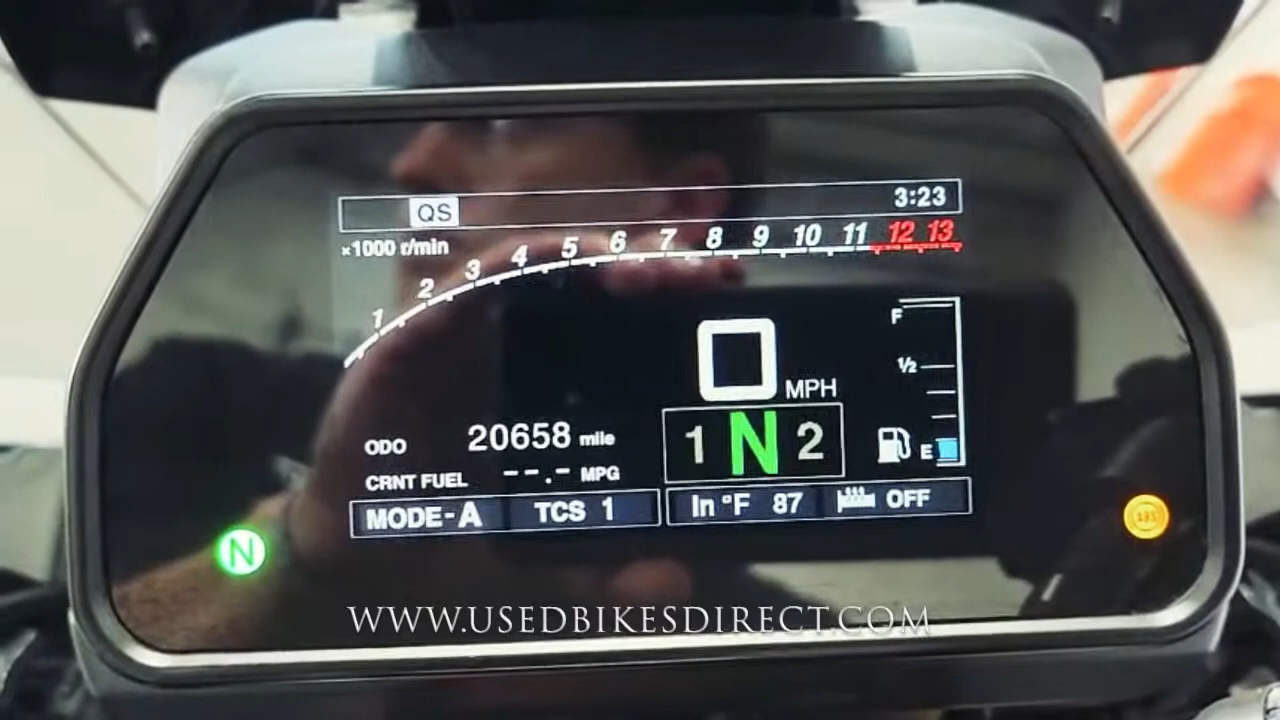 QS 3:23
×1000 r/min
1 2 3 4 5 6 7 8 9 10 11 12 13
F
1/2
E
0 MPH
1 N 2
ODO 20658 mile
CRNT FUEL --.- MPG
MODE-A TCS 1 In °F 87 OFF
N
WWW.USEDBIKESDIRECT.COM